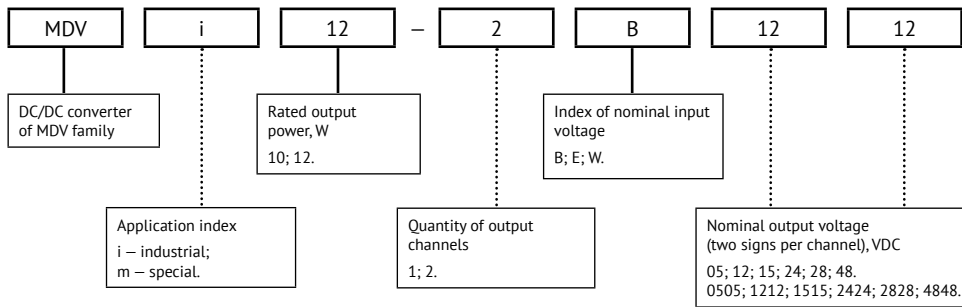 MDV i 12 – 2 B 12 12
DC/DC converter
of MDV family
Rated output
power, W
10; 12.
Index of nominal input
voltage
B; E; W.
Application index
i – industrial;
m – special.
Quantity of output
channels
1; 2.
Nominal output voltage
(two signs per channel), VDC
05; 12; 15; 24; 28; 48.
0505; 1212; 1515; 2424; 2828; 4848.